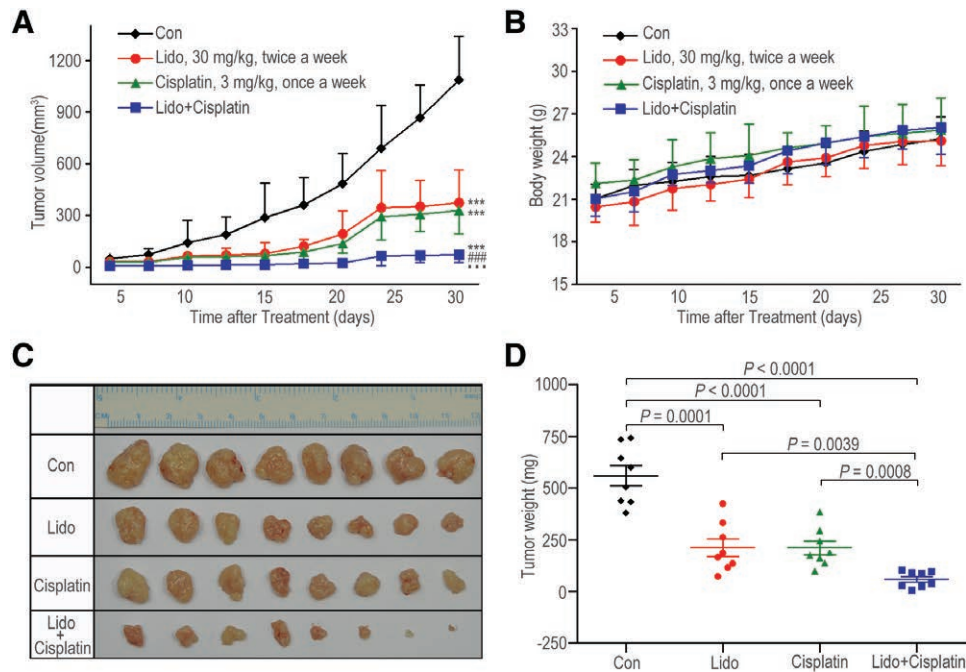 A
Con
Lido, 30 mg/kg, twice a week
Cisplatin, 3 mg/kg, once a week
Lido+Cisplatin
Tumor volume(mm³)
1200
900
600
300
0
***
***
***
###
5 10 15 20 25 30
Time after Treatment (days)
B
Con
Lido, 30 mg/kg, twice a week
Cisplatin, 3 mg/kg, once a week
Lido+Cisplatin
Body weight (g)
33
30
27
24
21
18
15
5 10 15 20 25 30
Time after Treatment (days)
C
CM
Con
Lido
Cisplatin
Lido
+
Cisplatin
D
P < 0.0001
P < 0.0001
P = 0.0001
P = 0.0039
P = 0.0008
Tumor weight (mg)
1000
750
500
250
0
-250
Con Lido Cisplatin Lido+Cisplatin